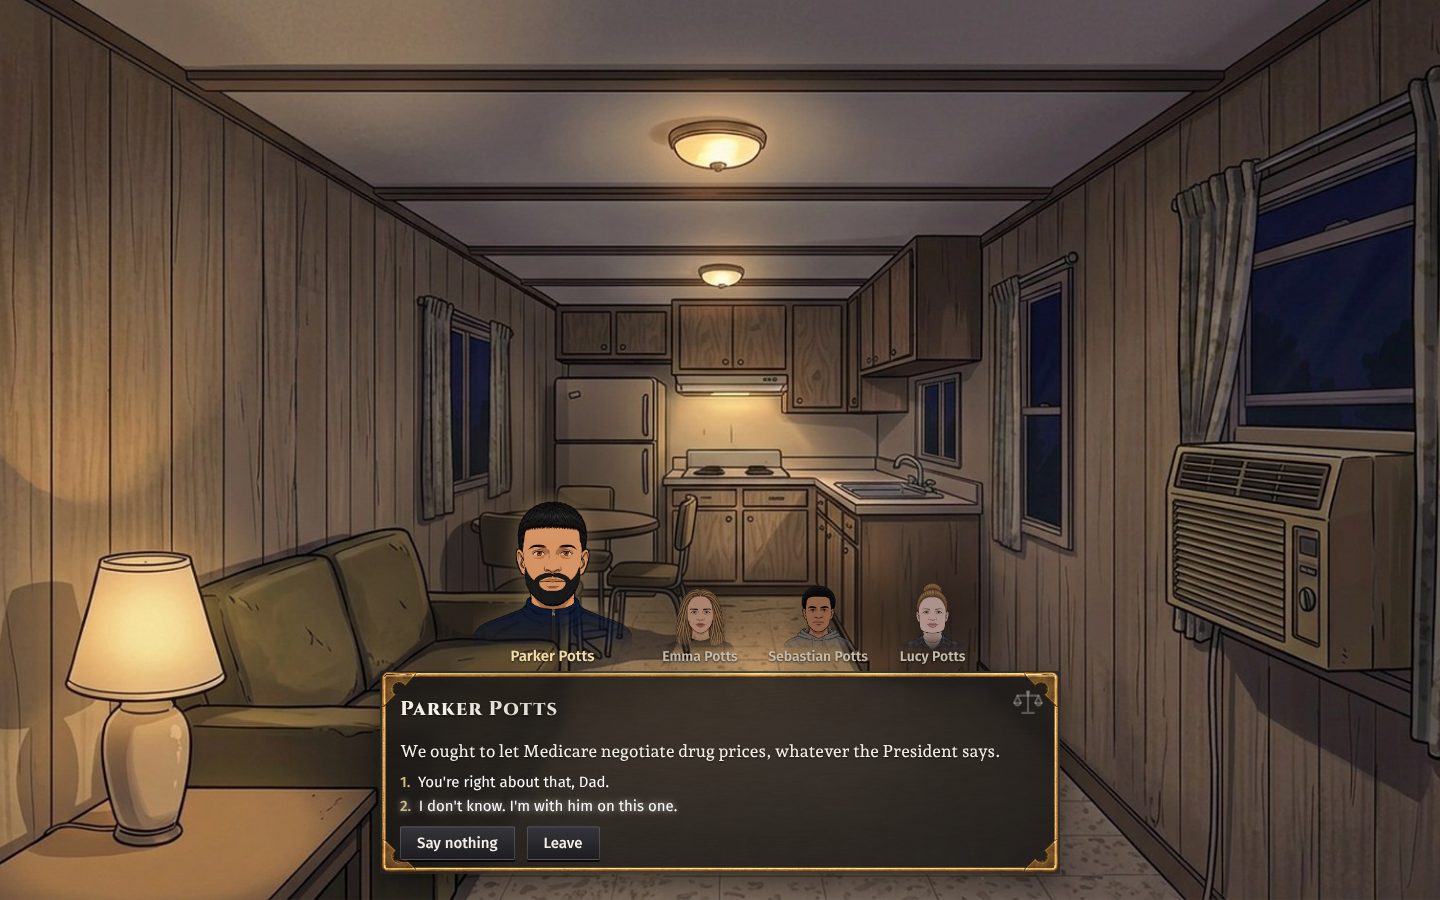 Parker Potts
Emma Potts
Sebastian Potts
Lucy Potts
Parker Potts
We ought to let Medicare negotiate drug prices, whatever the President says.
1. You're right about that, Dad.
2. I don't know. I'm with him on this one.
Say nothing
Leave